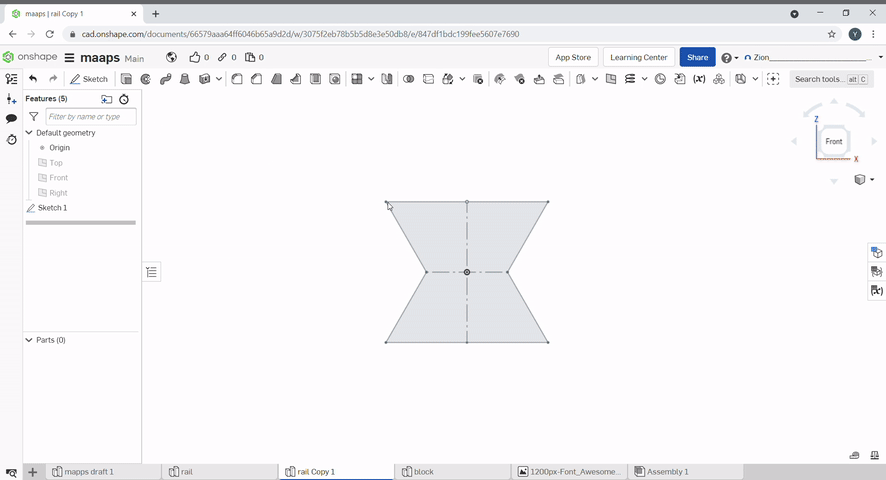 maaps | rail Copy 1
cad.onshape.com/documents/66579aaa64ff6046b65a9d2d/w/3075f2eb78b5b5d8e3e50db8/e/847df1bdc199fee5607e7690
Y
onshape
maaps Main
0
0
0
App Store
Learning Center
Share
Zion
Sketch
Search tools... alt C
Features (5)
Filter by name or type
Default geometry
Origin
Top
Front
Right
Sketch 1
Parts (0)
Z
Front
X
mapps draft 1
rail
rail Copy 1
block
1200px-Font_Awesome...
Assembly 1